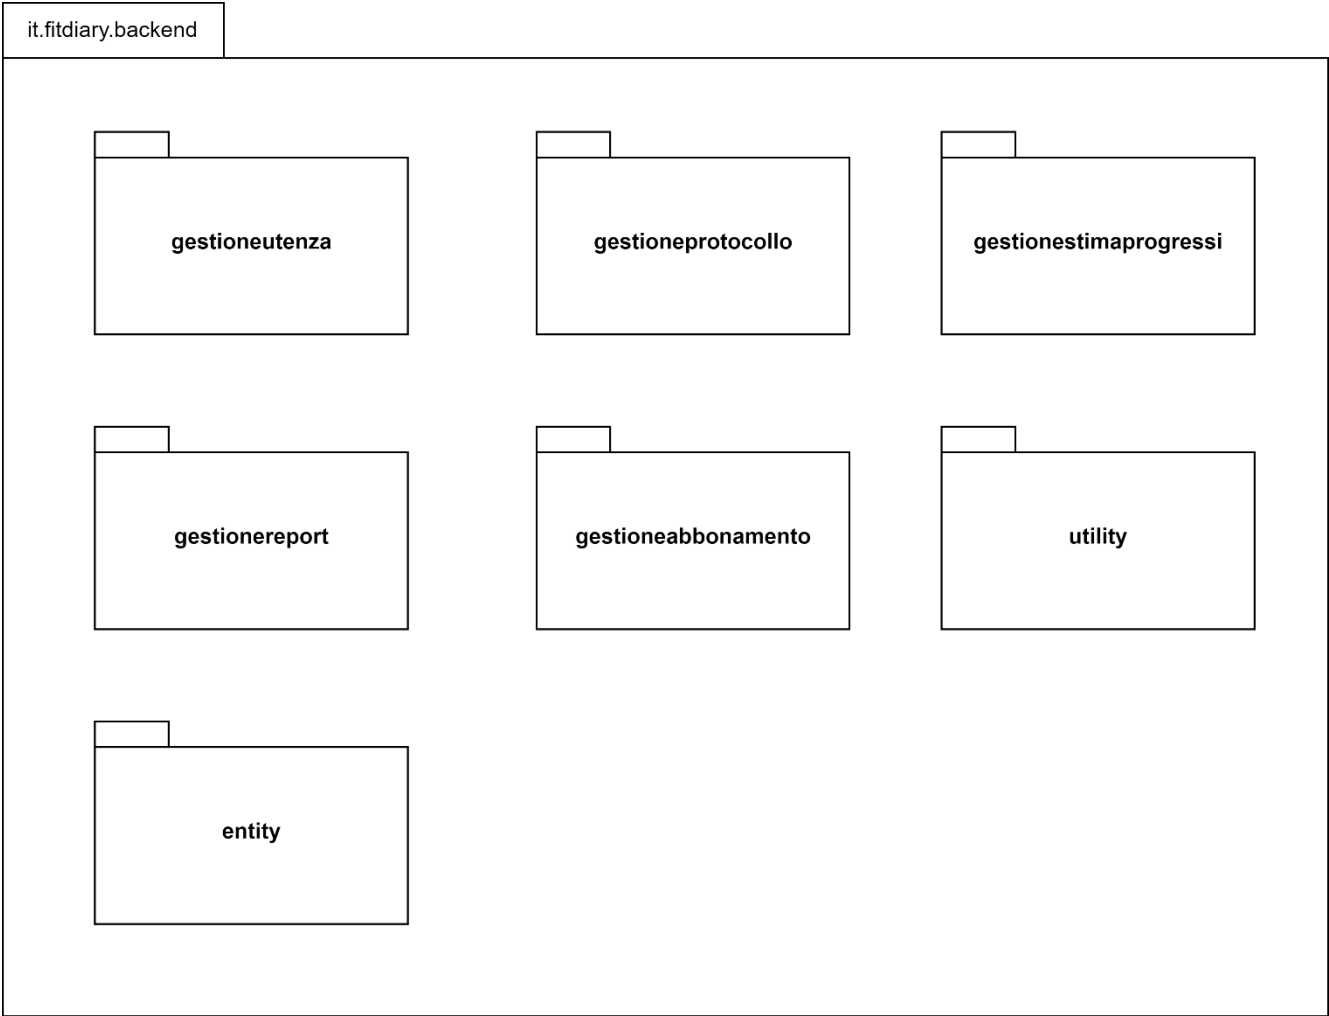 it.fitdiary.backend
gestioneutenza
gestioneprotocollo
gestionestimaprogressi
gestionereport
gestioneabbonamento
utility
entity